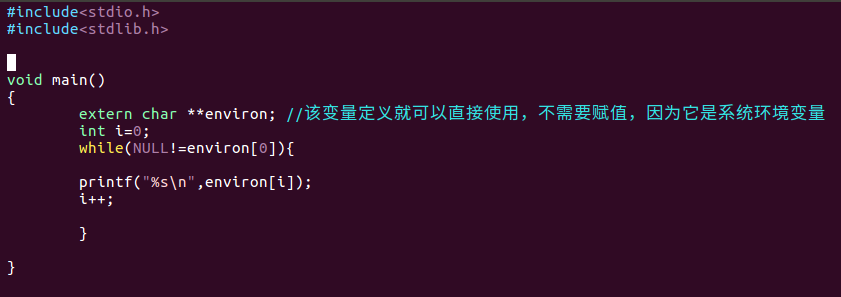 #include<stdio.h>
#include<stdlib.h>
void main()
{
extern char **environ; //该变量定义就可以直接使用，不需要赋值，因为它是系统环境变量
int i=0;
while(NULL!=environ[0]){
printf("%s\n",environ[i]);
i++;
}
}